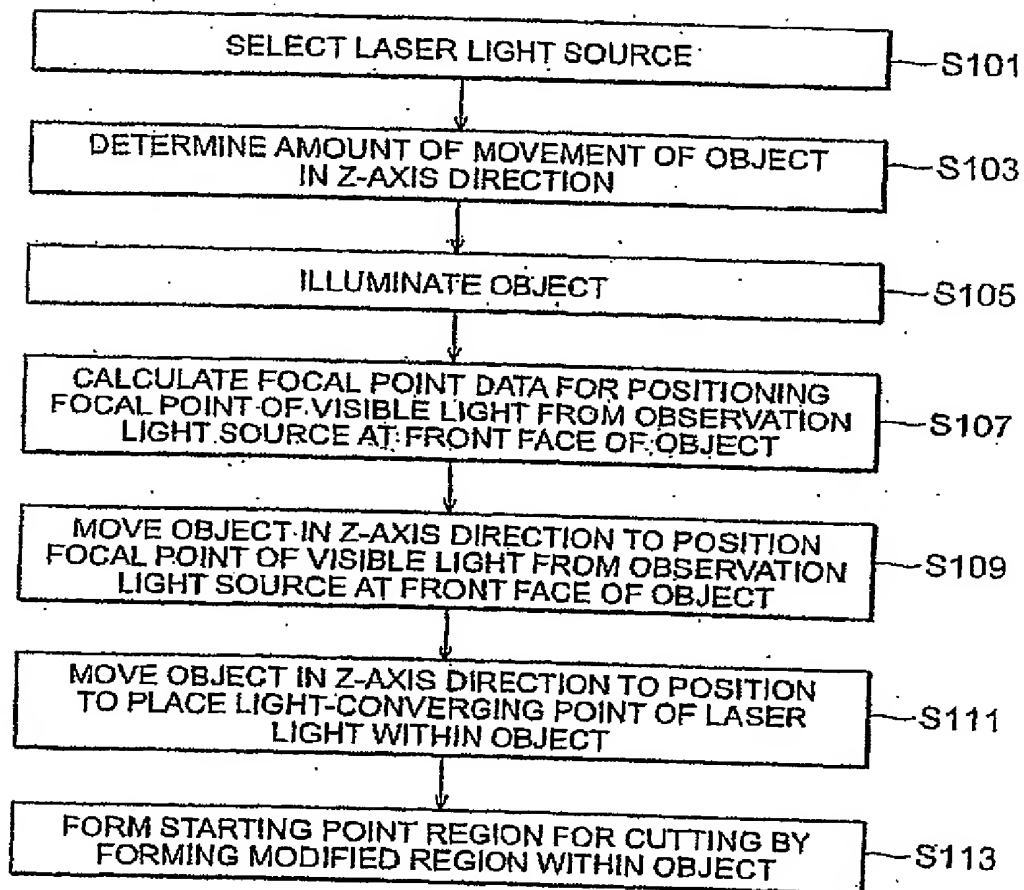 SELECT LASER LIGHT SOURCE
S101
DETERMINE AMOUNT OF MOVEMENT OF OBJECT
IN Z-AXIS DIRECTION
S103
ILLUMINATE OBJECT
S105
CALCULATE FOCAL POINT DATA FOR POSITIONING
FOCAL POINT OF VISIBLE LIGHT FROM OBSERVATION
LIGHT SOURCE AT FRONT FACE OF OBJECT
S107
MOVE OBJECT IN Z-AXIS DIRECTION TO POSITION
FOCAL POINT OF VISIBLE LIGHT FROM OBSERVATION
LIGHT SOURCE AT FRONT FACE OF OBJECT
S109
MOVE OBJECT IN Z-AXIS DIRECTION TO POSITION
TO PLACE LIGHT-CONVERGING POINT OF LASER
LIGHT WITHIN OBJECT
S111
FORM STARTING POINT REGION FOR CUTTING BY
FORMING MODIFIED REGION WITHIN OBJECT
S113